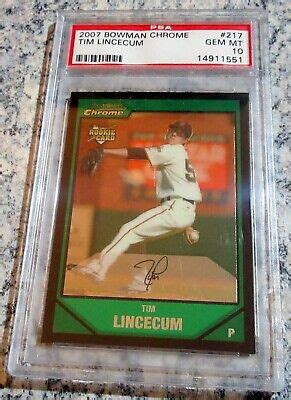 PSA
2007 BOWMAN CHROME #217
TIM LINCECUM GEM MT
10
14911551
Chrome
ROOKIE
CARD
TIM
LINCECUM
P